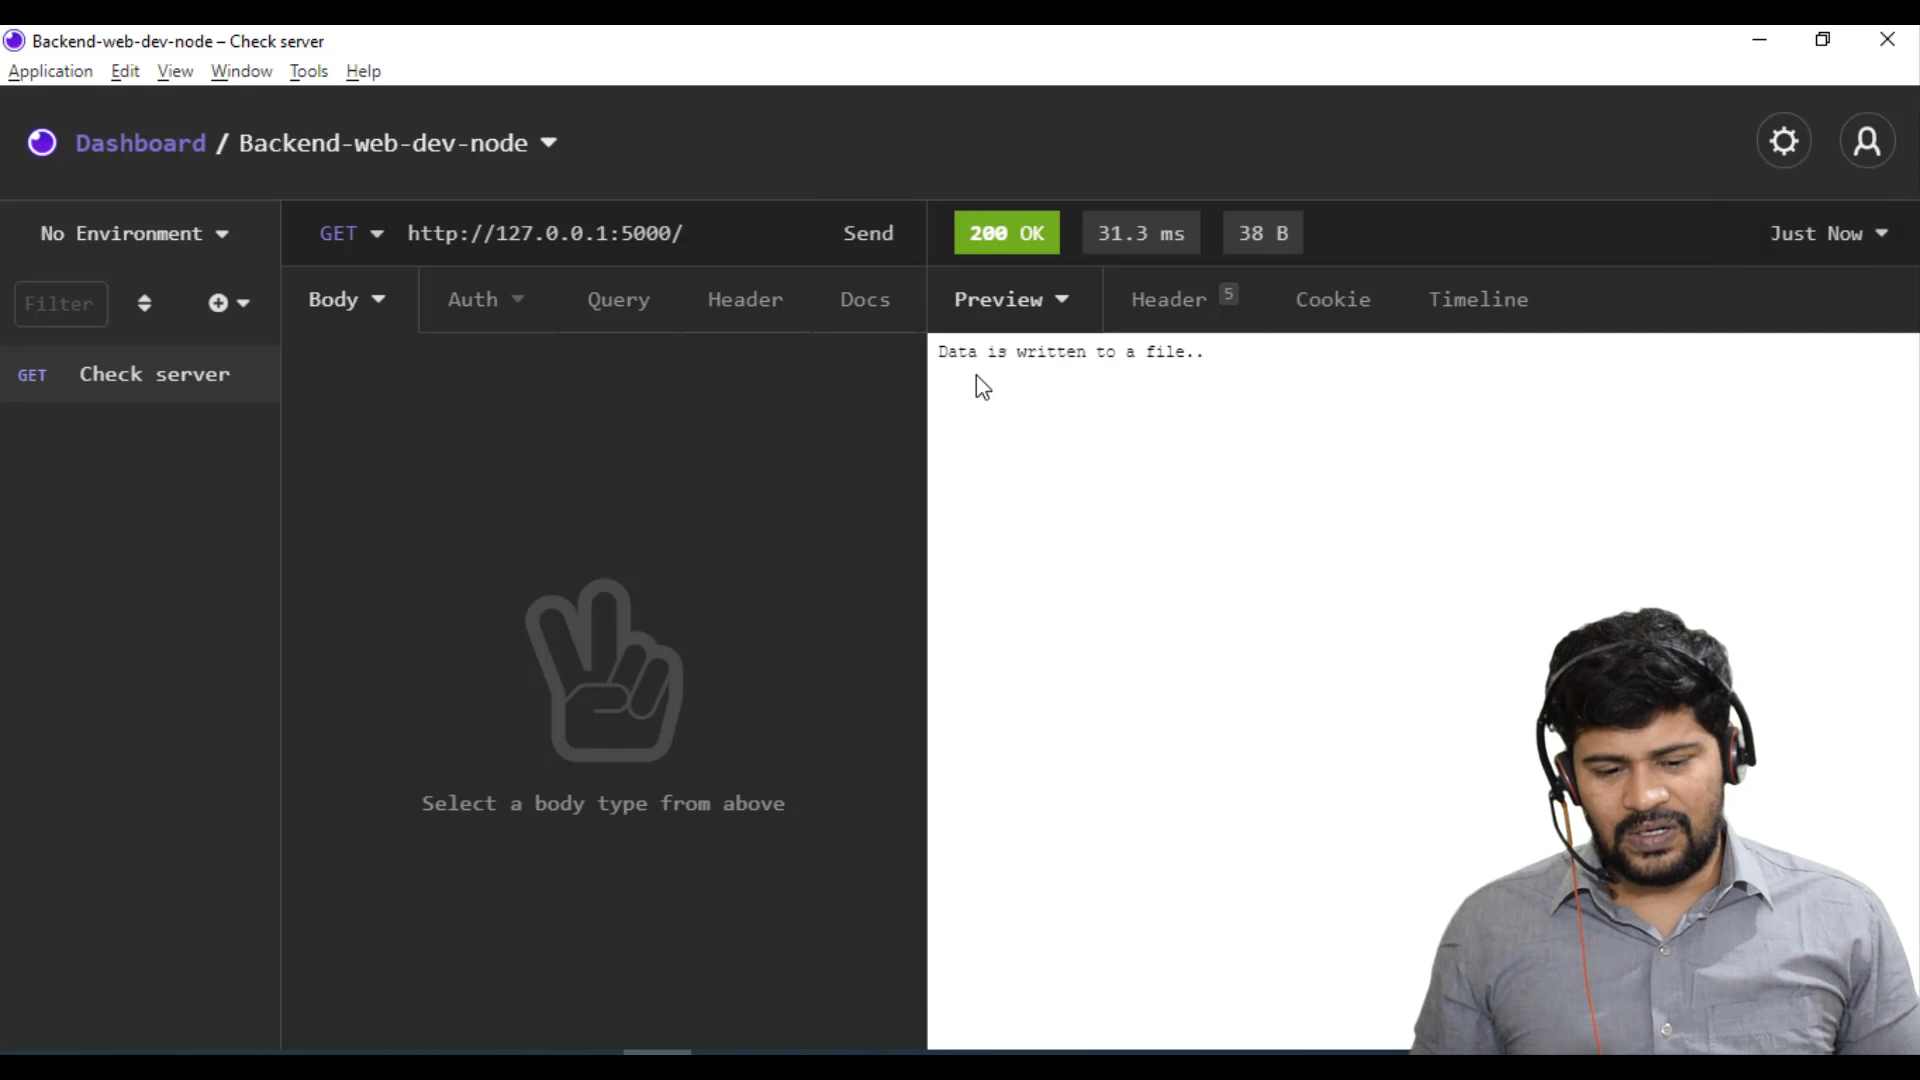 Backend-web-dev-node – Check server
Application Edit View Window Tools Help
Dashboard / Backend-web-dev-node
No Environment
GET http://127.0.0.1:5000/ Send
200 OK 31.3 ms 38 B Just Now
Filter
Body Auth Query Header Docs
Preview Header 5 Cookie Timeline
GET Check server
Data is written to a file..
Select a body type from above